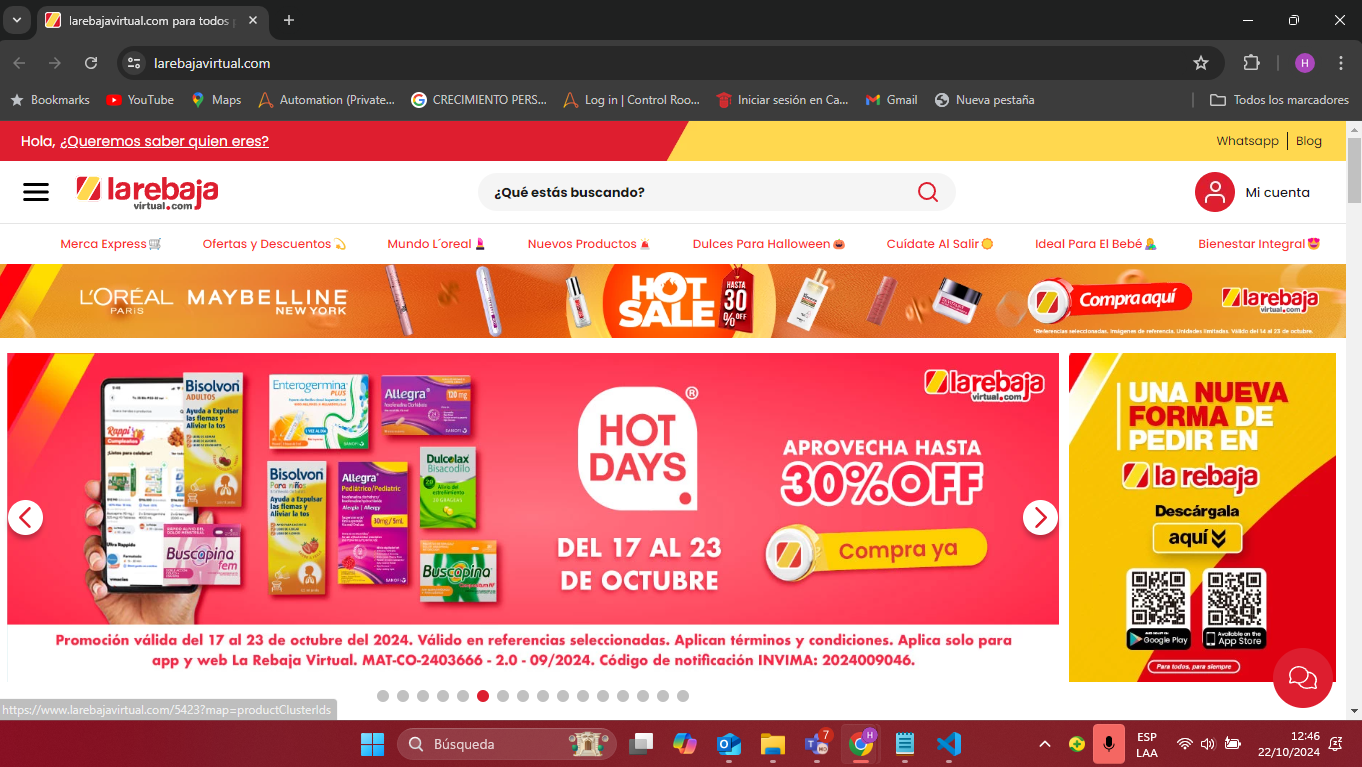 larebajavirtual.com para todos
larebajavirtual.com
H
Bookmarks
YouTube
Maps
Automation (Private...
CRECIMIENTO PERS...
Log in | Control Roo...
Iniciar sesión en Ca...
Gmail
Nueva pestaña
Todos los marcadores
Hola, ¿Queremos saber quien eres?
Whatsapp
Blog
larebaja
virtual.com
¿Qué estás buscando?
Mi cuenta
Merca Express
Ofertas y Descuentos
Mundo L´oreal
Nuevos Productos
Dulces Para Halloween
Cuídate Al Salir
Ideal Para El Bebé
Bienestar Integral
L'ORÉAL
PARIS
MAYBELLINE
NEW YORK
HOT
SALE
HASTA
30%
OFF
Compra aquí
larebaja
virtual.com
*Referencias seleccionadas. Imágenes de referencia. Unidades limitadas. Válido del 14 al 23 de octubre.
Bisolvon
ADULTOS
Ayuda a Expulsar
las flemas y
Aliviar la tos
Enterogermina
PLUS
Allegra
120 mg
Bisolvon
Para niños
Ayuda a Expulsar
las flemas y
Aliviar la tos
Allegra
Pediátrico/Pediatric
30mg/5mL
Dulcolax
Bisacodilo
Buscapina
fem
Buscapina
HOT
DAYS.
®
DEL 17 AL 23
DE OCTUBRE
larebaja
virtual.com
APROVECHA HASTA
30%OFF
Compra ya
Promoción válida del 17 al 23 de octubre del 2024. Válido en referencias seleccionadas. Aplican términos y condiciones. Aplica solo para
app y web La Rebaja Virtual. MAT-CO-2403666 - 2.0 - 09/2024. Código de notificación INVIMA: 2024009046.
UNA NUEVA
FORMA DE
PEDIR EN
la rebaja
Descárgala
aquí
Google Play
Available on the
App Store
Para todos, para siempre
https://www.larebajavirtual.com/5423?map=productClusterIds
Búsqueda
7
H
ESP
LAA
12:46
22/10/2024